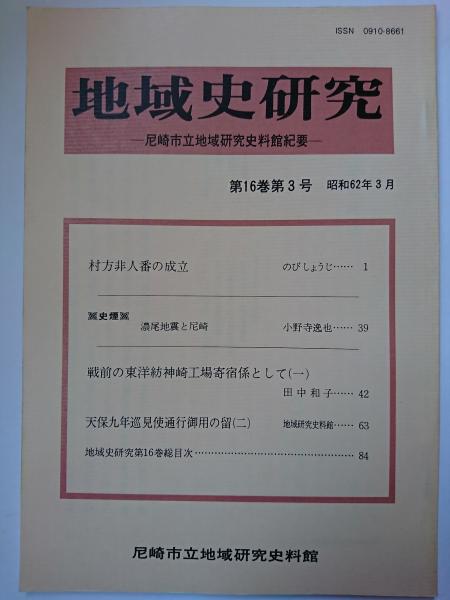 ISSN 0910-8661
地域史研究
―尼崎市立地域研究史料館紀要―
第16巻第3号 昭和62年3月
村方非人番の成立 のびしょうじ…… 1
※史煙※
濃尾地震と尼崎 小野寺逸也…… 39
戦前の東洋紡神崎工場寄宿係として(一)
田中和子…… 42
天保九年巡見使通行御用の留(二) 地域研究史料館…… 63
地域史研究第16巻総目次…………………………………………… 84
尼崎市立地域研究史料館